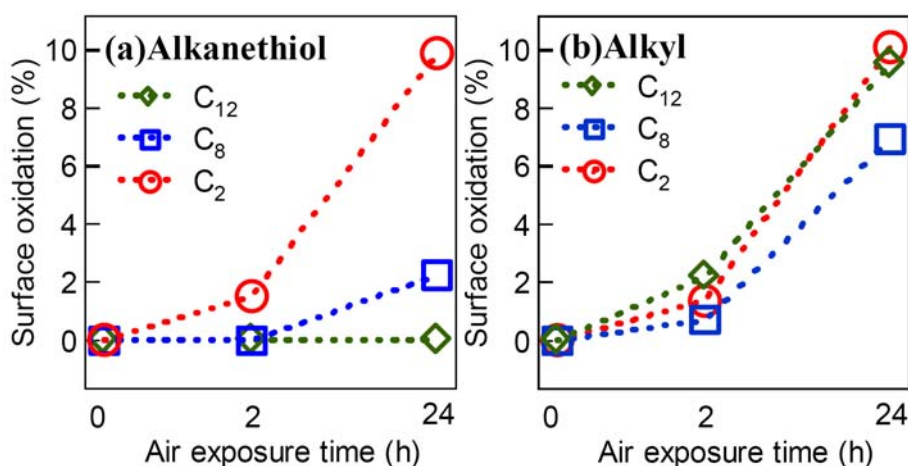 (a)Alkanethiol
C12
C8
C2
Surface oxidation (%)
10
8
6
4
2
0
0 2 24
Air exposure time (h)
(b)Alkyl
C12
C8
C2
Surface oxidation (%)
10
8
6
4
2
0
0 2 24
Air exposure time (h)